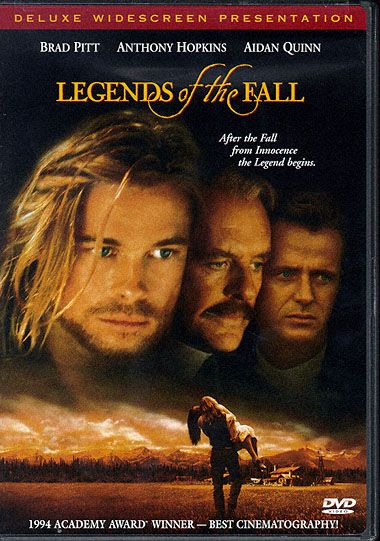 DELUXE WIDESCREEN PRESENTATION
BRAD PITT ANTHONY HOPKINS AIDAN QUINN
LEGENDS of the FALL
After the Fall
from Innocence
the Legend begins.
DVD
VIDEO
1994 ACADEMY AWARD® WINNER — BEST CINEMATOGRAPHY!